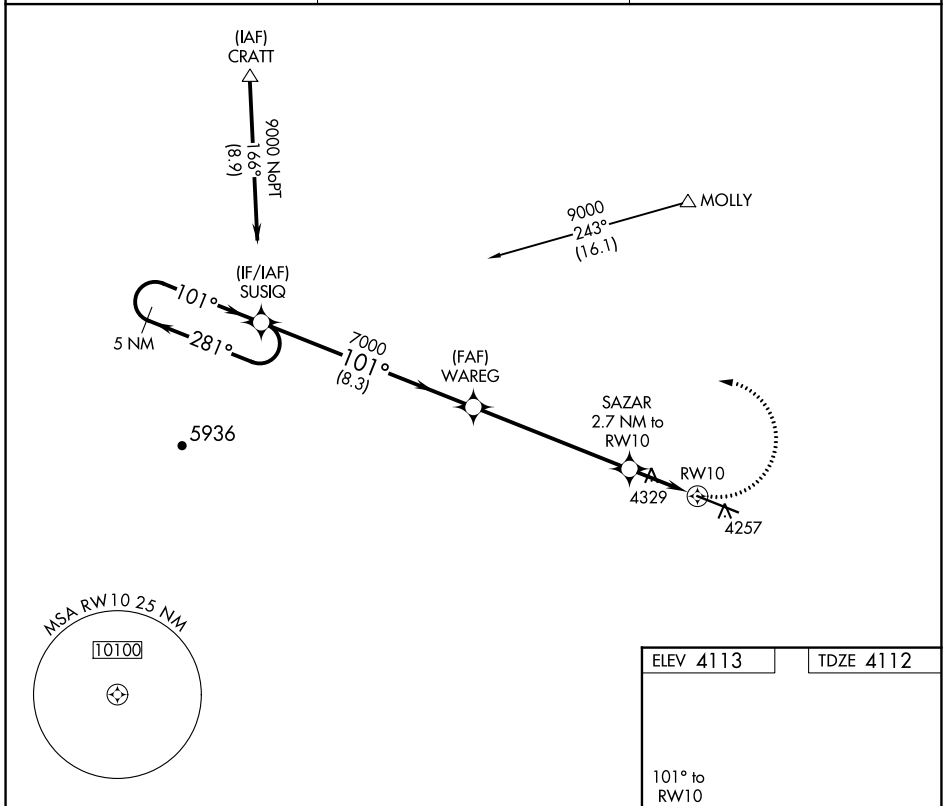 (IAF)
CRATT
9000 NoPT
166°
(8.9)
MOLLY
9000
243°
(16.1)
(IF/IAF)
SUSIQ
101°
281°
5 NM
7000
101°
(8.3)
(FAF)
WAREG
SAZAR
2.7 NM to
RW10
RW10
5936
4329
4257
MSA RW10 25 NM
10100
ELEV 4113
TDZE 4112
101° to
RW10